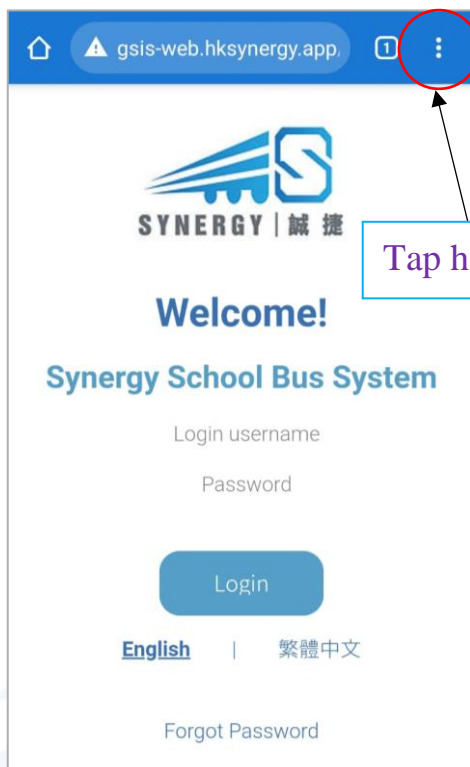 gsis-web.hksynergy.app
1
SYNERGY | 誠捷
Tap h
Welcome!
Synergy School Bus System
Login username
Password
Login
English | 繁體中文
Forgot Password